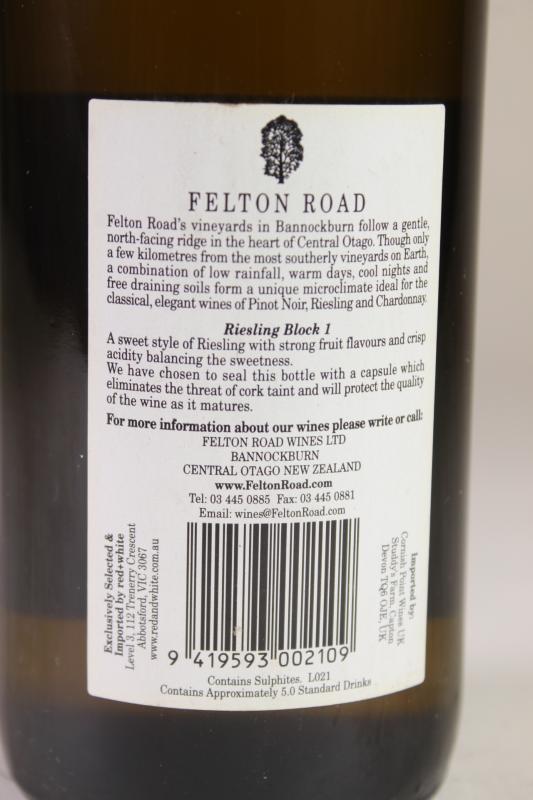 FELTON ROAD
Felton Road's vineyards in Bannockburn follow a gentle,
north-facing ridge in the heart of Central Otago. Though only
a few kilometres from the most southerly vineyards on Earth,
a combination of low rainfall, warm days, cool nights and
free draining soils form a unique microclimate ideal for the
classical, elegant wines of Pinot Noir, Riesling and Chardonnay.
Riesling Block 1
A sweet style of Riesling with strong fruit flavours and crisp
acidity balancing the sweetness.
We have chosen to seal this bottle with a capsule which
eliminates the threat of cork taint and will protect the quality
of the wine as it matures.
For more information about our wines please write or call:
FELTON ROAD WINES LTD
BANNOCKBURN
CENTRAL OTAGO NEW ZEALAND
www.FeltonRoad.com
Tel: 03 445 0885 Fax: 03 445 0881
Email: wines@FeltonRoad.com
Exclusively Selected &
Imported by red+white
Level 3, 112 Trenerry Crescent
Abbotsford, VIC 3067
www.redandwhite.com.au
Imported by:
Cornish Point Wines UK
Studdy's Farm, Capton
Devon TQ6 OJE, UK
9 419593 002109
Contains Sulphites. L021
Contains Approximately 5.0 Standard Drinks